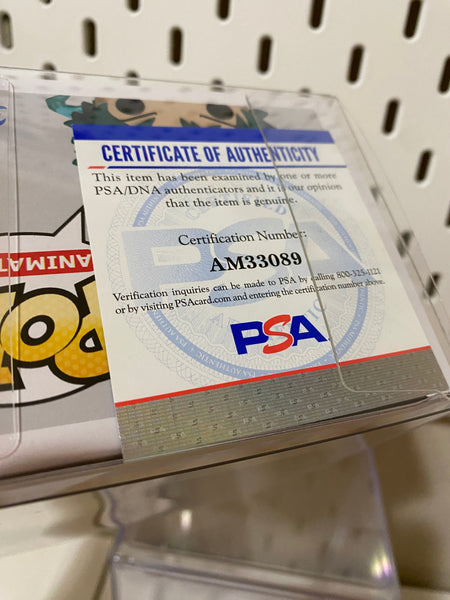 CERTIFICATE OF AUTHENTICITY
This item has been examined by one or more
PSA/DNA authenticators and it is our opinion
that the item is genuine.
Certification Number:
AM33089
Verification inquiries can be made to PSA by calling 800-325-1121
or by visiting PSAcard.com and entering the certification number above.
PSA
ANIMAT
PO